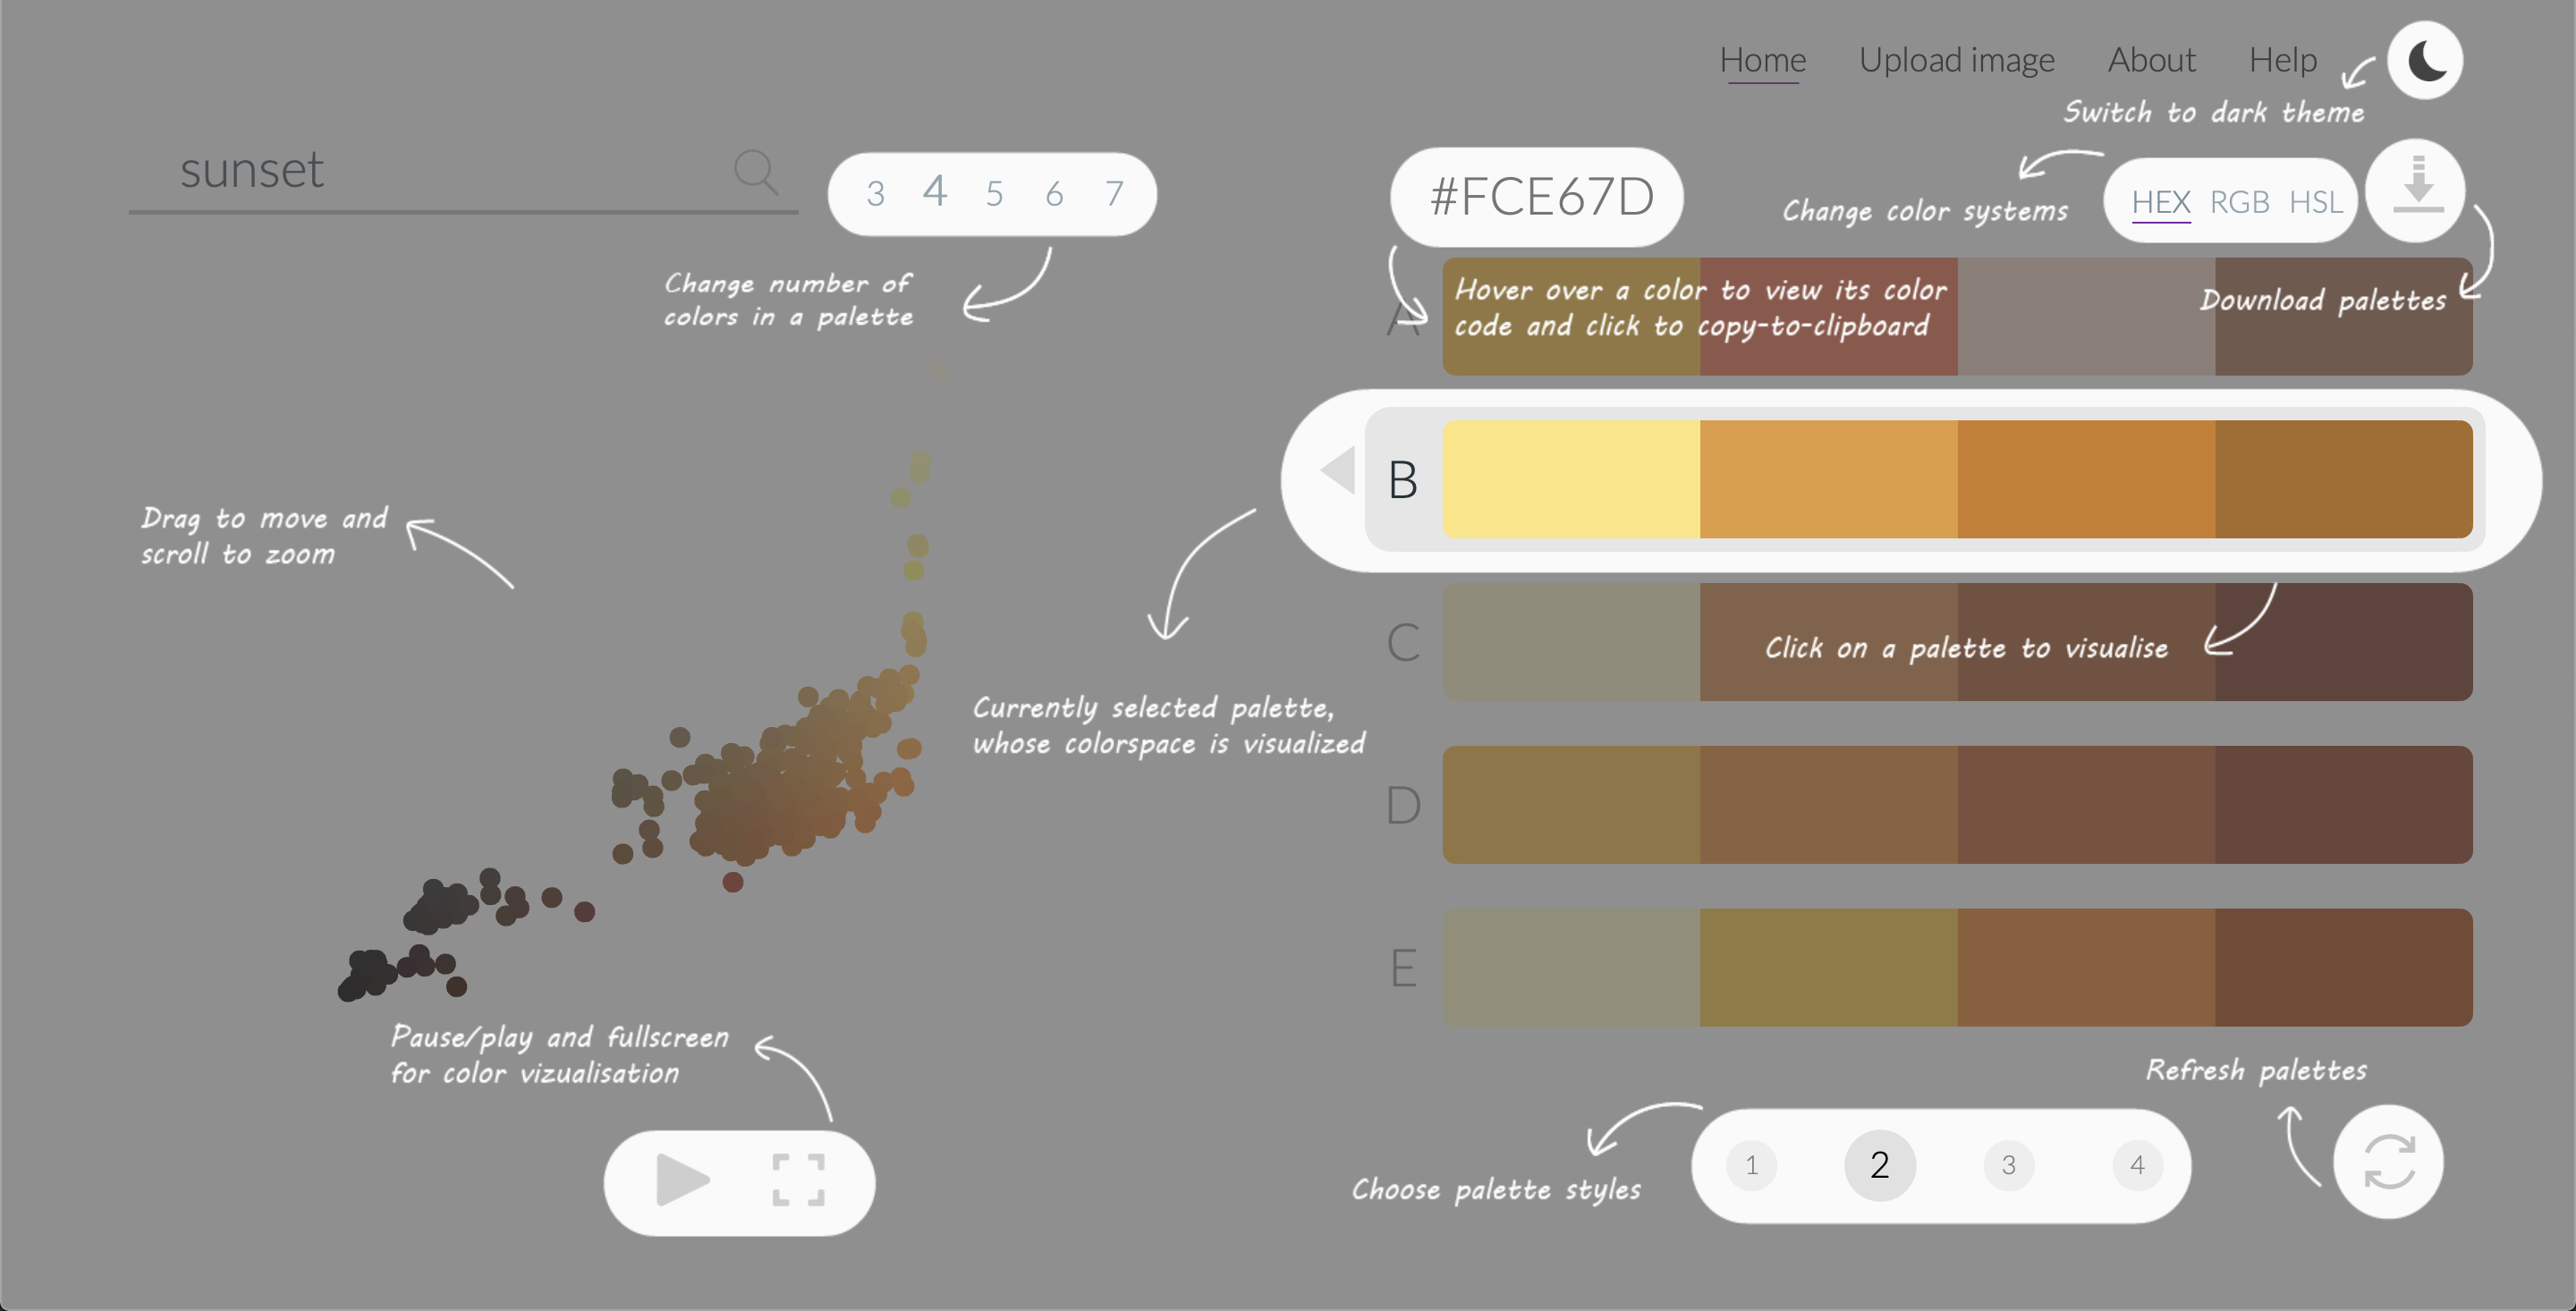 Home Upload image About Help
Switch to dark theme
sunset
3 4 5 6 7
#FCE67D
HEX RGB HSL
Change color systems
Change number of
colors in a palette
A
Hover over a color to view its color
code and click to copy-to-clipboard
Download palettes
B
Drag to move and
scroll to zoom
C
Click on a palette to visualise
Currently selected palette,
whose colorspace is visualized
D
E
Pause/play and fullscreen
for color vizualisation
Refresh palettes
Choose palette styles
1 2 3 4